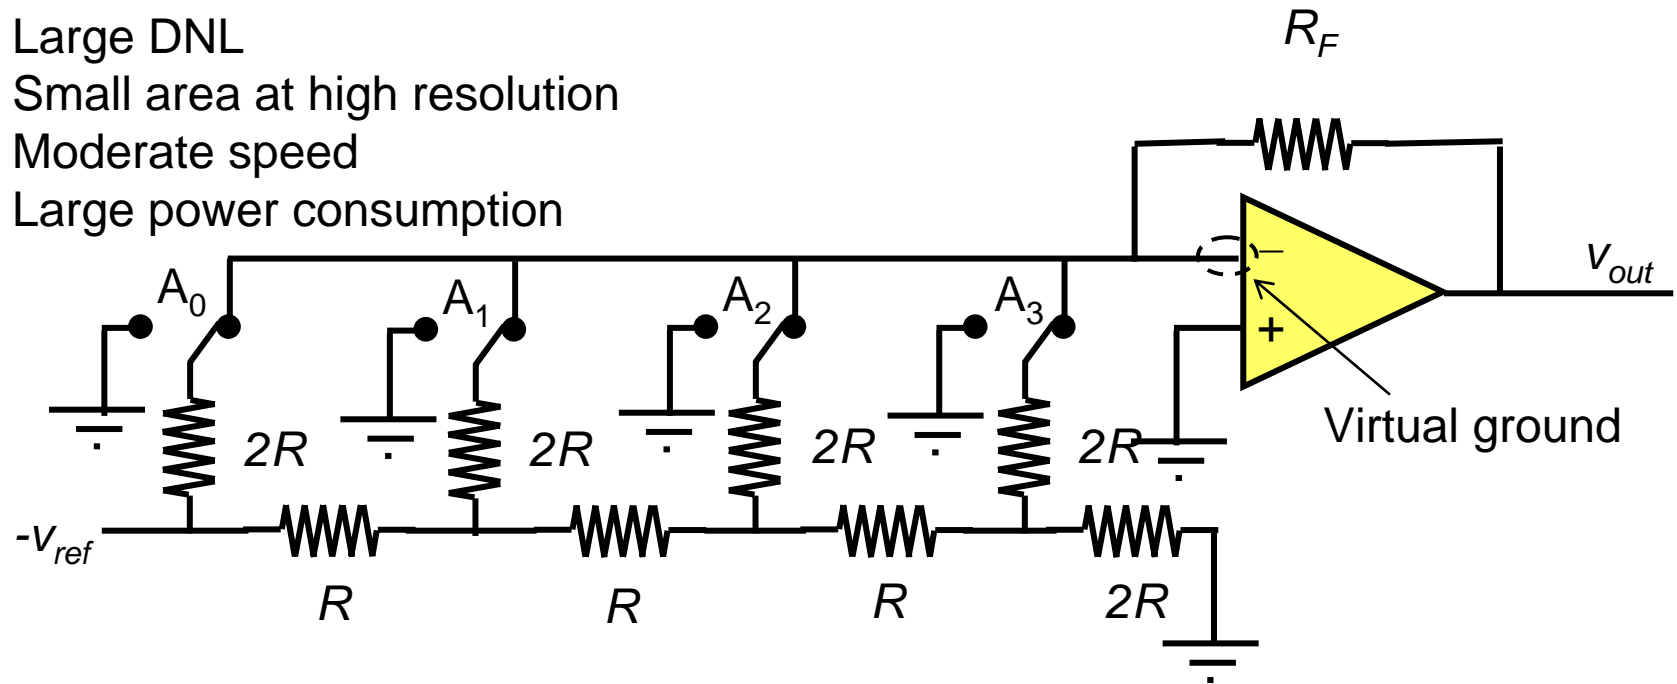 Large DNL
Small area at high resolution
Moderate speed
Large power consumption
R_F
A_0
A_1
A_2
A_3
−
+
v_out
2R
2R
2R
2R
Virtual ground
-v_ref
R
R
R
2R